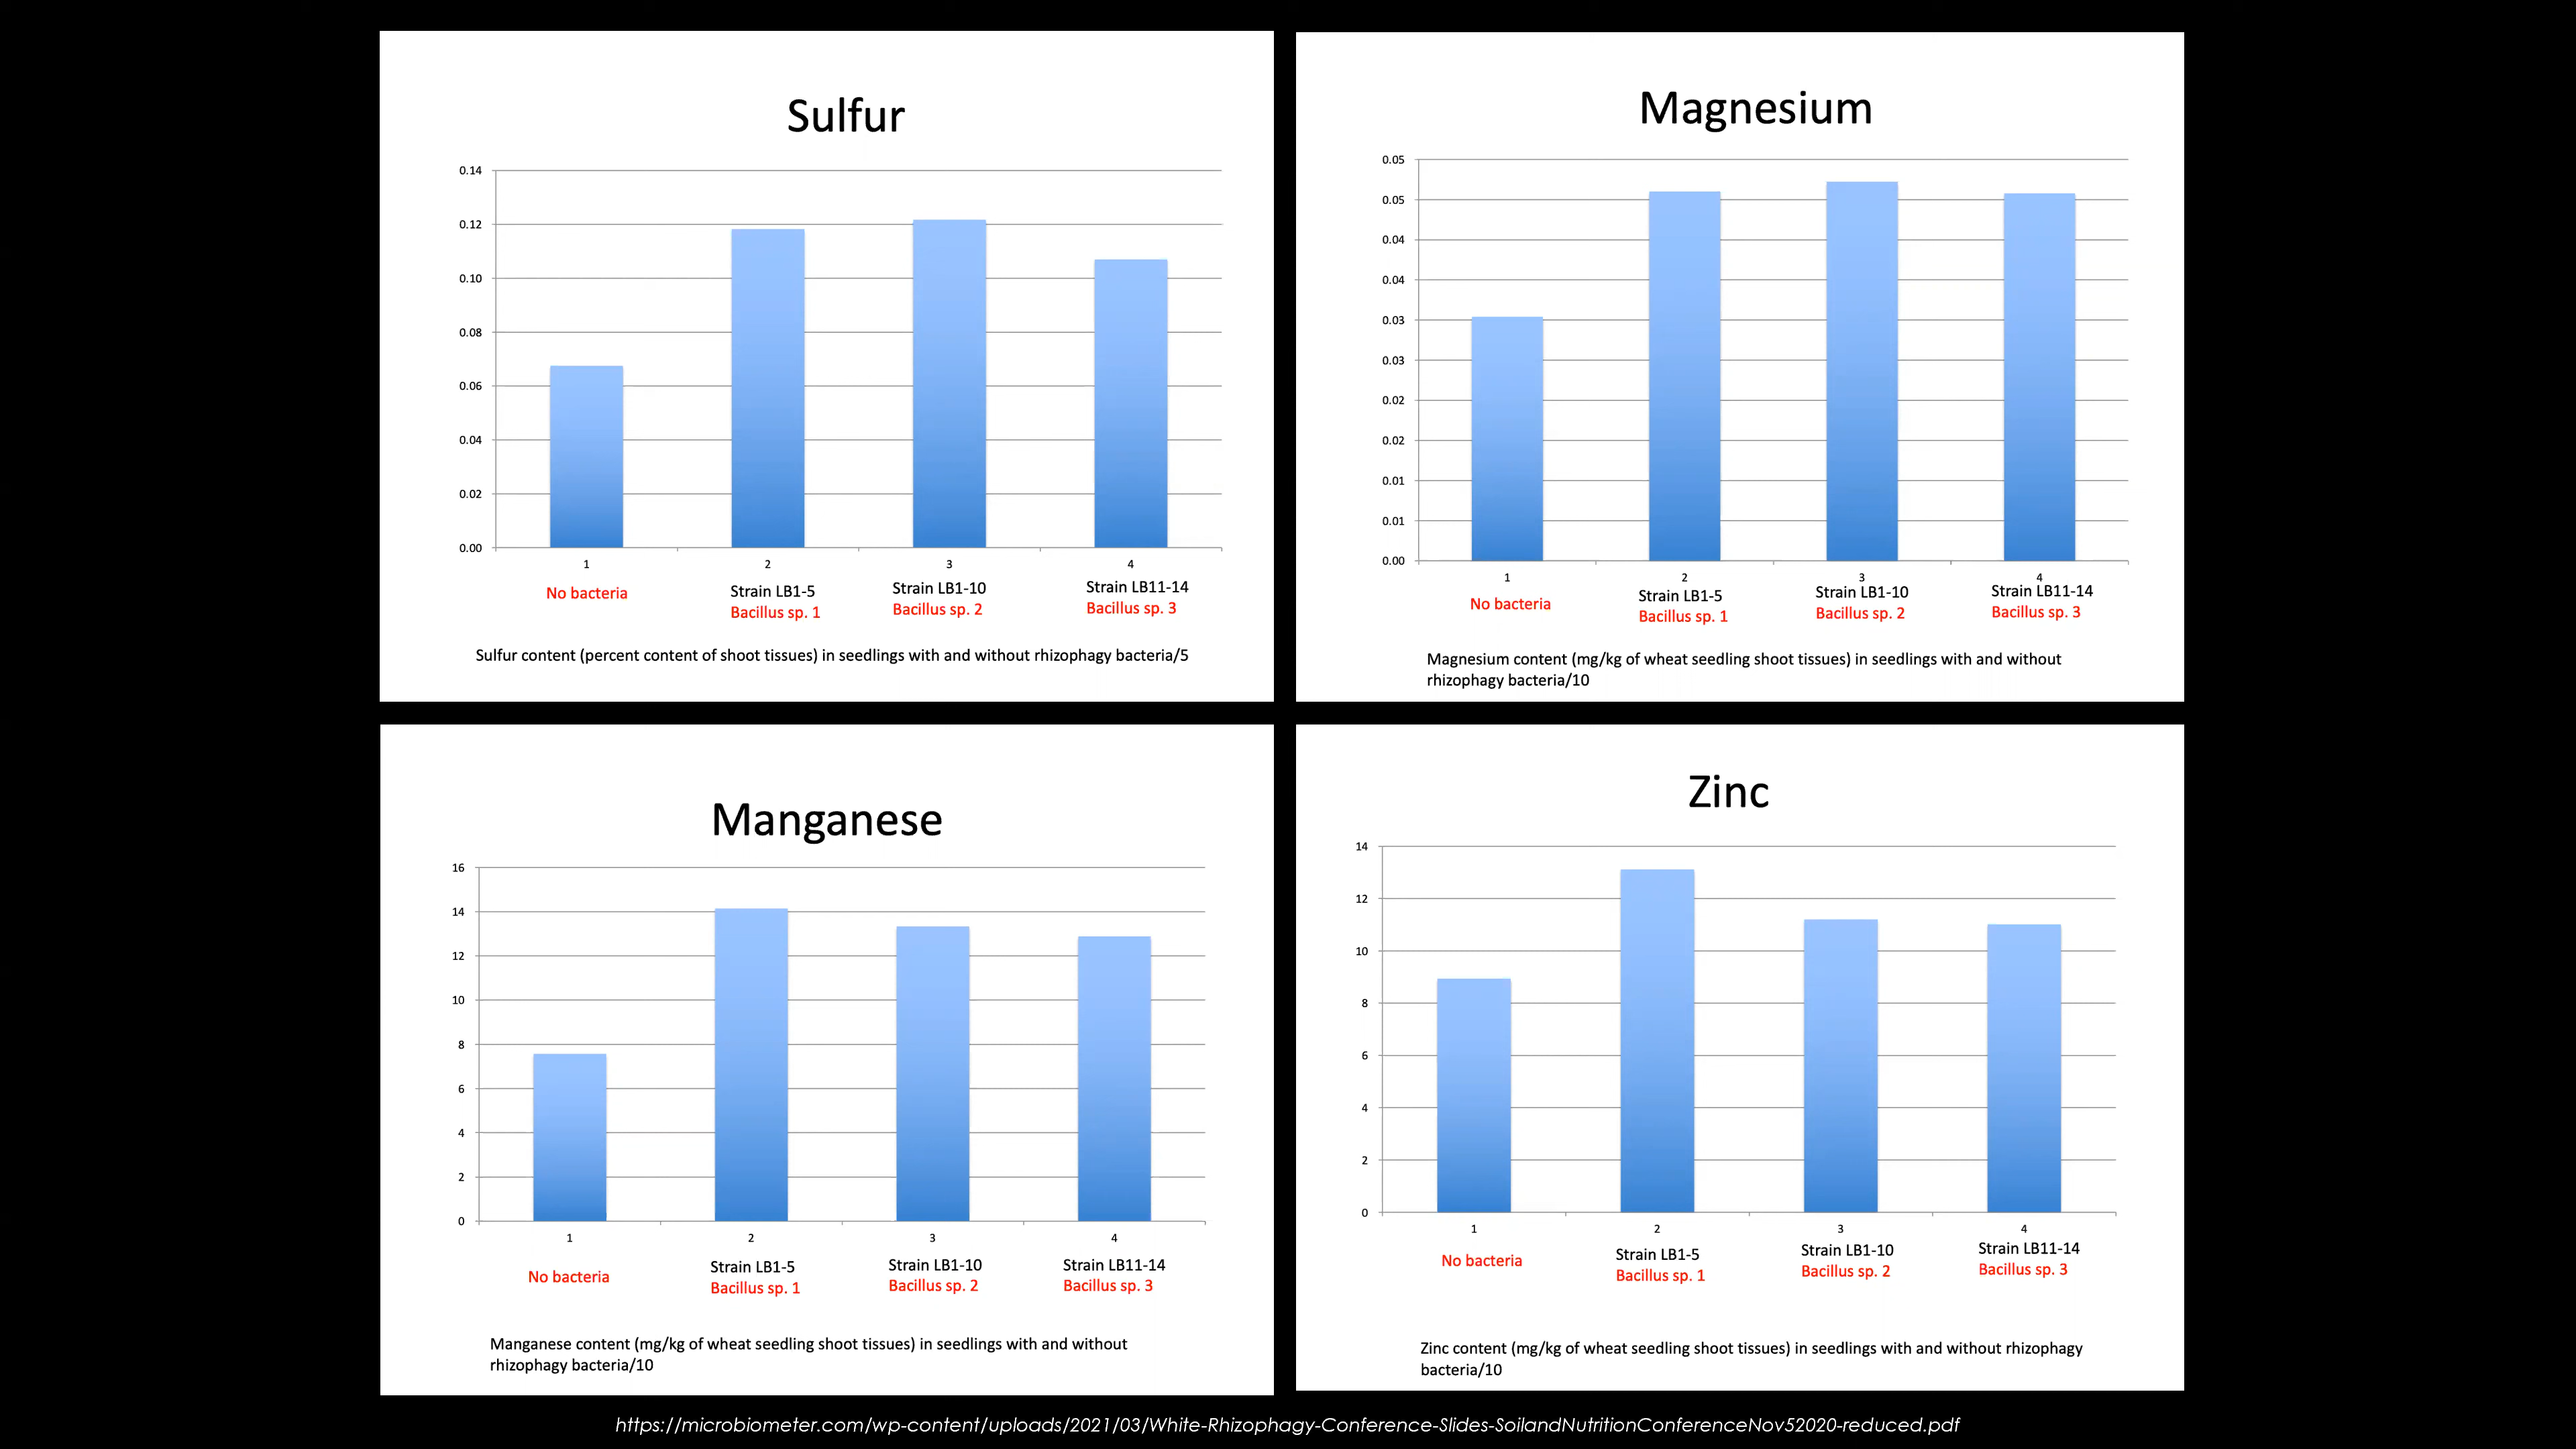 Sulfur
0.14
0.12
0.10
0.08
0.06
0.04
0.02
0.00
1
2
3
4
No bacteria
Strain LB1-5
Bacillus sp. 1
Strain LB1-10
Bacillus sp. 2
Strain LB11-14
Bacillus sp. 3
Sulfur content (percent content of shoot tissues) in seedlings with and without rhizophagy bacteria/5
Magnesium
0.05
0.05
0.04
0.04
0.03
0.03
0.02
0.02
0.01
0.01
0.00
1
2
3
4
No bacteria
Strain LB1-5
Bacillus sp. 1
Strain LB1-10
Bacillus sp. 2
Strain LB11-14
Bacillus sp. 3
Magnesium content (mg/kg of wheat seedling shoot tissues) in seedlings with and without
rhizophagy bacteria/10
Manganese
16
14
12
10
8
6
4
2
0
1
2
3
4
No bacteria
Strain LB1-5
Bacillus sp. 1
Strain LB1-10
Bacillus sp. 2
Strain LB11-14
Bacillus sp. 3
Manganese content (mg/kg of wheat seedling shoot tissues) in seedlings with and without
rhizophagy bacteria/10
Zinc
14
12
10
8
6
4
2
0
1
2
3
4
No bacteria
Strain LB1-5
Bacillus sp. 1
Strain LB1-10
Bacillus sp. 2
Strain LB11-14
Bacillus sp. 3
Zinc content (mg/kg of wheat seedling shoot tissues) in seedlings with and without rhizophagy
bacteria/10
https://microbiometer.com/wp-content/uploads/2021/03/White-Rhizophagy-Conference-Slides-SoilandNutritionConferenceNov52020-reduced.pdf